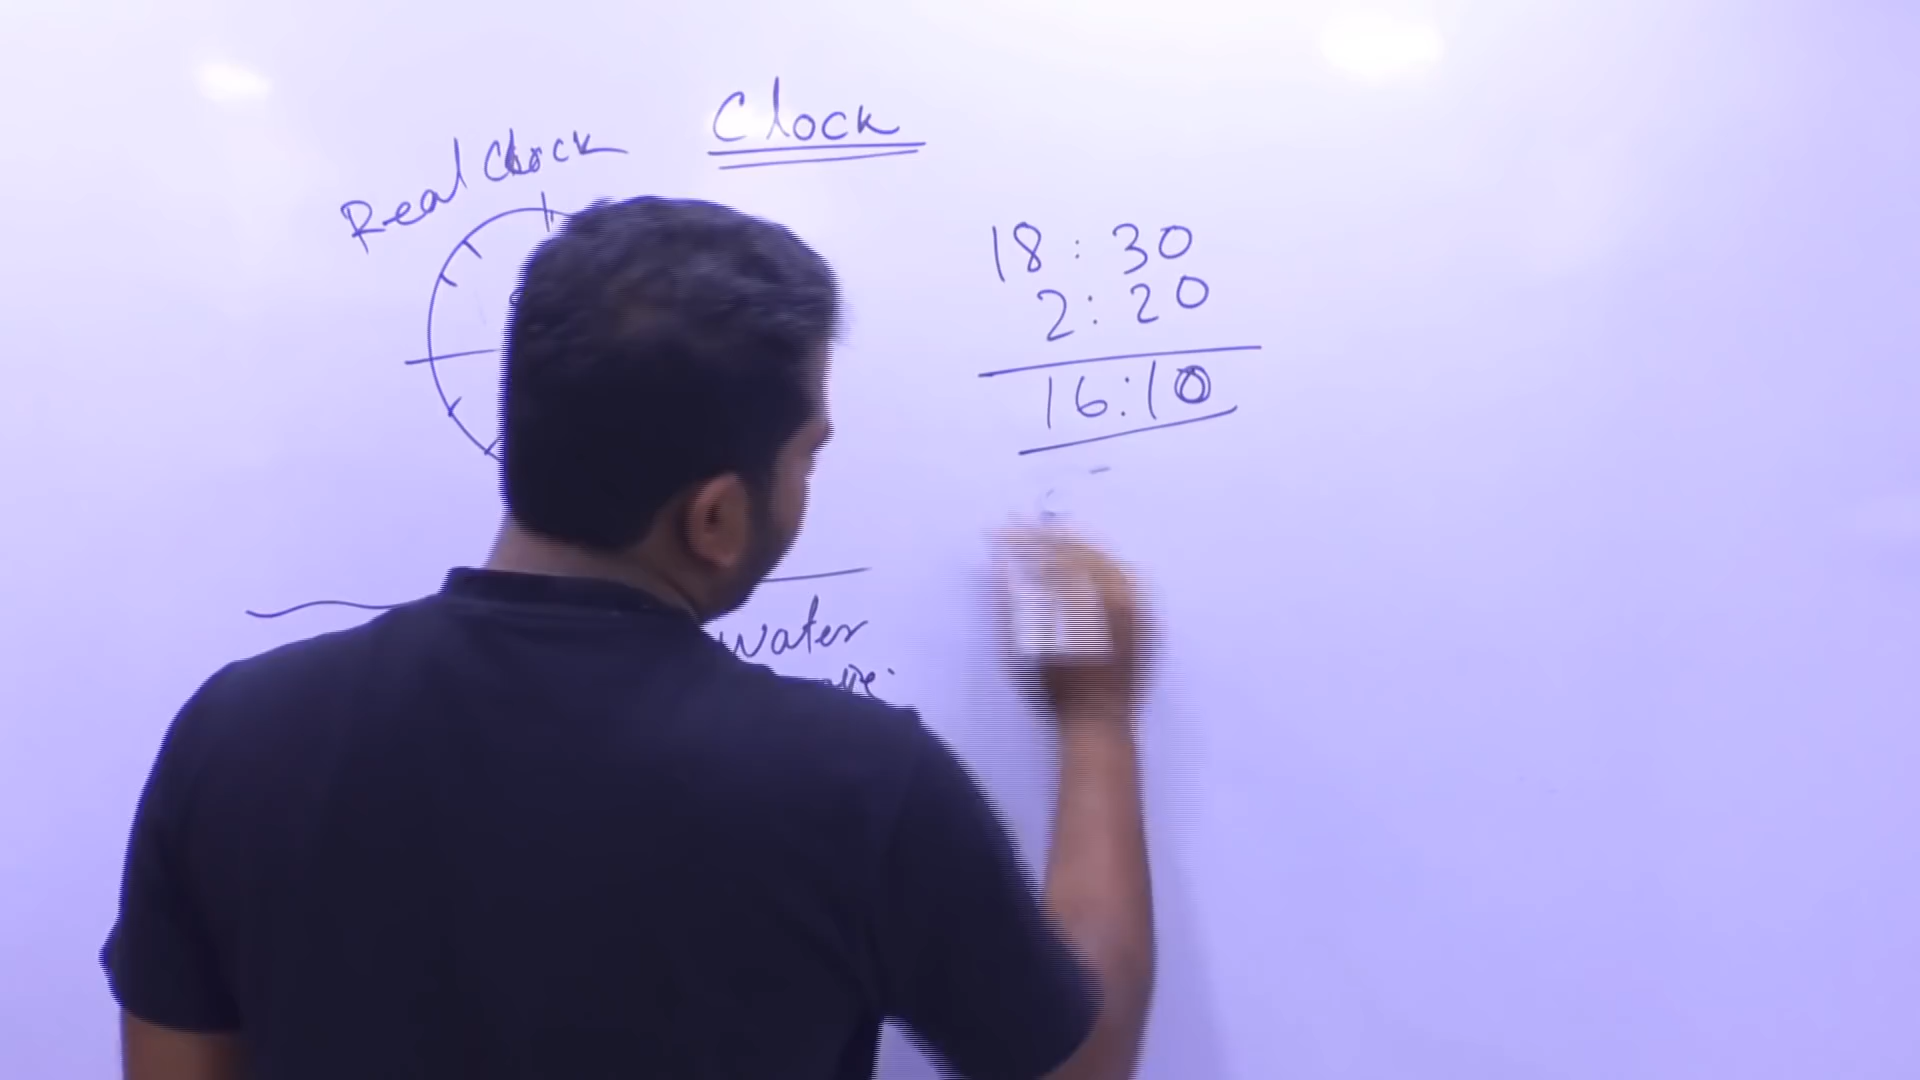 Clock
Real Clock
18 : 30
2 : 20
16 : 10
water